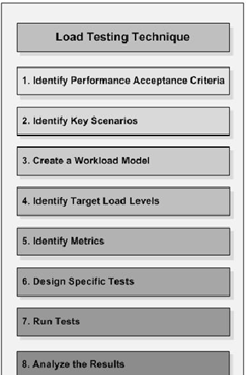 Load Testing Technique
1. Identify Performance Acceptance Criteria
2. Identify Key Scenarios
3. Create a Workload Model
4. Identify Target Load Levels
5. Identify Metrics
6. Design Specific Tests
7. Run Tests
8. Analyze the Results